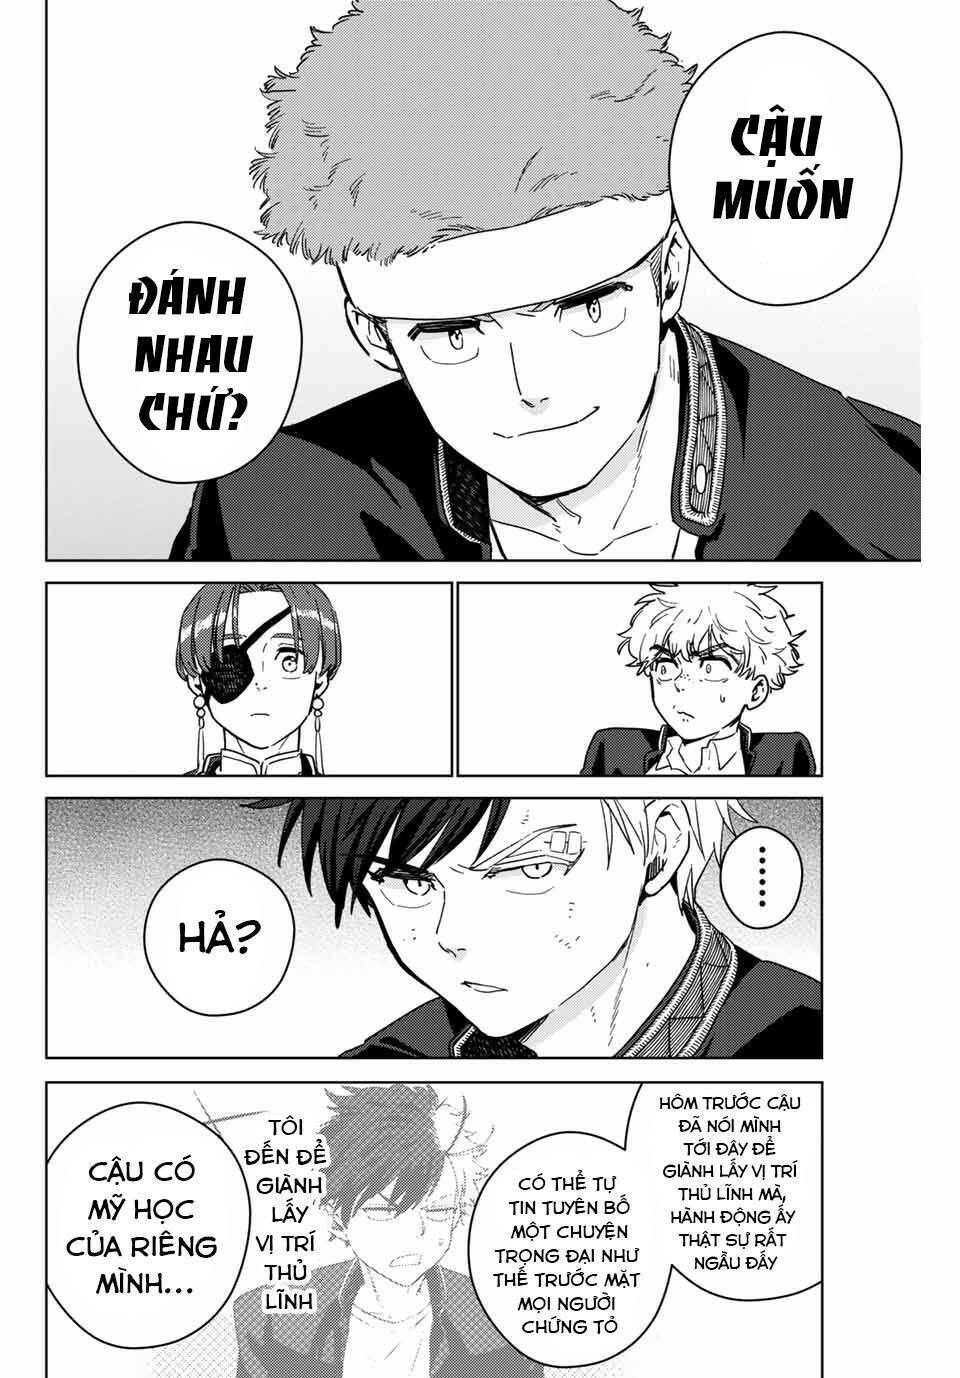 CẬU
MUỐN
ĐÁNH
NHAU
CHỨ?
......
HẢ?
HÔM TRƯỚC CẬU
ĐÃ NÓI MÌNH
TỚI ĐÂY ĐỂ
GIÀNH LẤY VỊ TRÍ
THỦ LĨNH MÀ,
HÀNH ĐỘNG ẤY
THẬT SỰ RẤT
NGẦU ĐẤY
CÓ THỂ TỰ
TIN TUYÊN BỐ
MỘT CHUYỆN
TRỌNG ĐẠI NHƯ
THẾ TRƯỚC MẶT
MỌI NGƯỜI
CHỨNG TỎ
TÔI
ĐẾN ĐỂ
GIÀNH
LẤY
VỊ TRÍ
THỦ
LĨNH
CẬU CÓ
MỸ HỌC
CỦA RIÊNG
MÌNH...